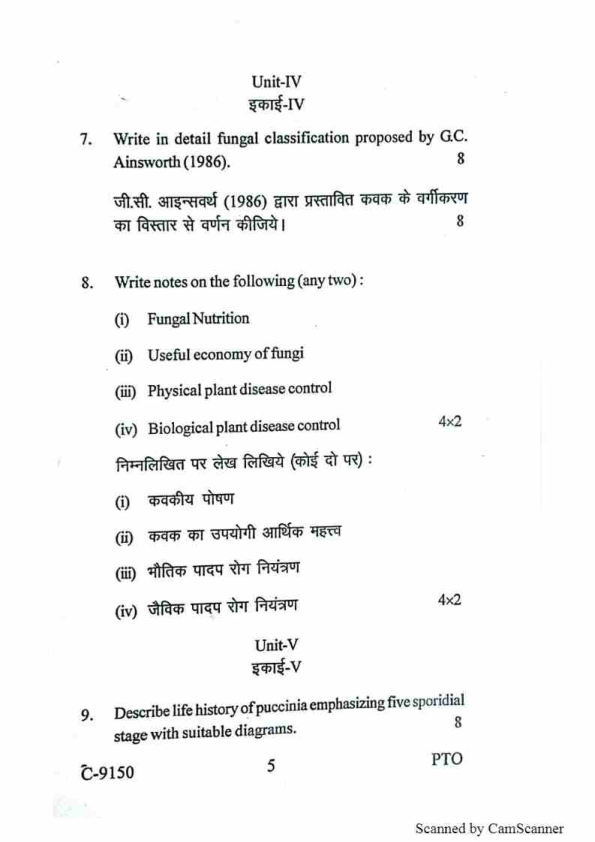 Unit-IV
इकाई-IV
7. Write in detail fungal classification proposed by G.C.
Ainsworth (1986). 8
जी.सी. आइन्सवर्थ (1986) द्वारा प्रस्तावित कवक के वर्गीकरण
का विस्तार से वर्णन कीजिये। 8
8. Write notes on the following (any two) :
(i) Fungal Nutrition
(ii) Useful economy of fungi
(iii) Physical plant disease control
(iv) Biological plant disease control 4×2
निम्नलिखित पर लेख लिखिये (कोई दो पर) :
(i) कवकीय पोषण
(ii) कवक का उपयोगी आर्थिक महत्त्व
(iii) भौतिक पादप रोग नियंत्रण
(iv) जैविक पादप रोग नियंत्रण 4×2
Unit-V
इकाई-V
9. Describe life history of puccinia emphasizing five sporidial
stage with suitable diagrams. 8
C-9150 5 PTO
Scanned by CamScanner